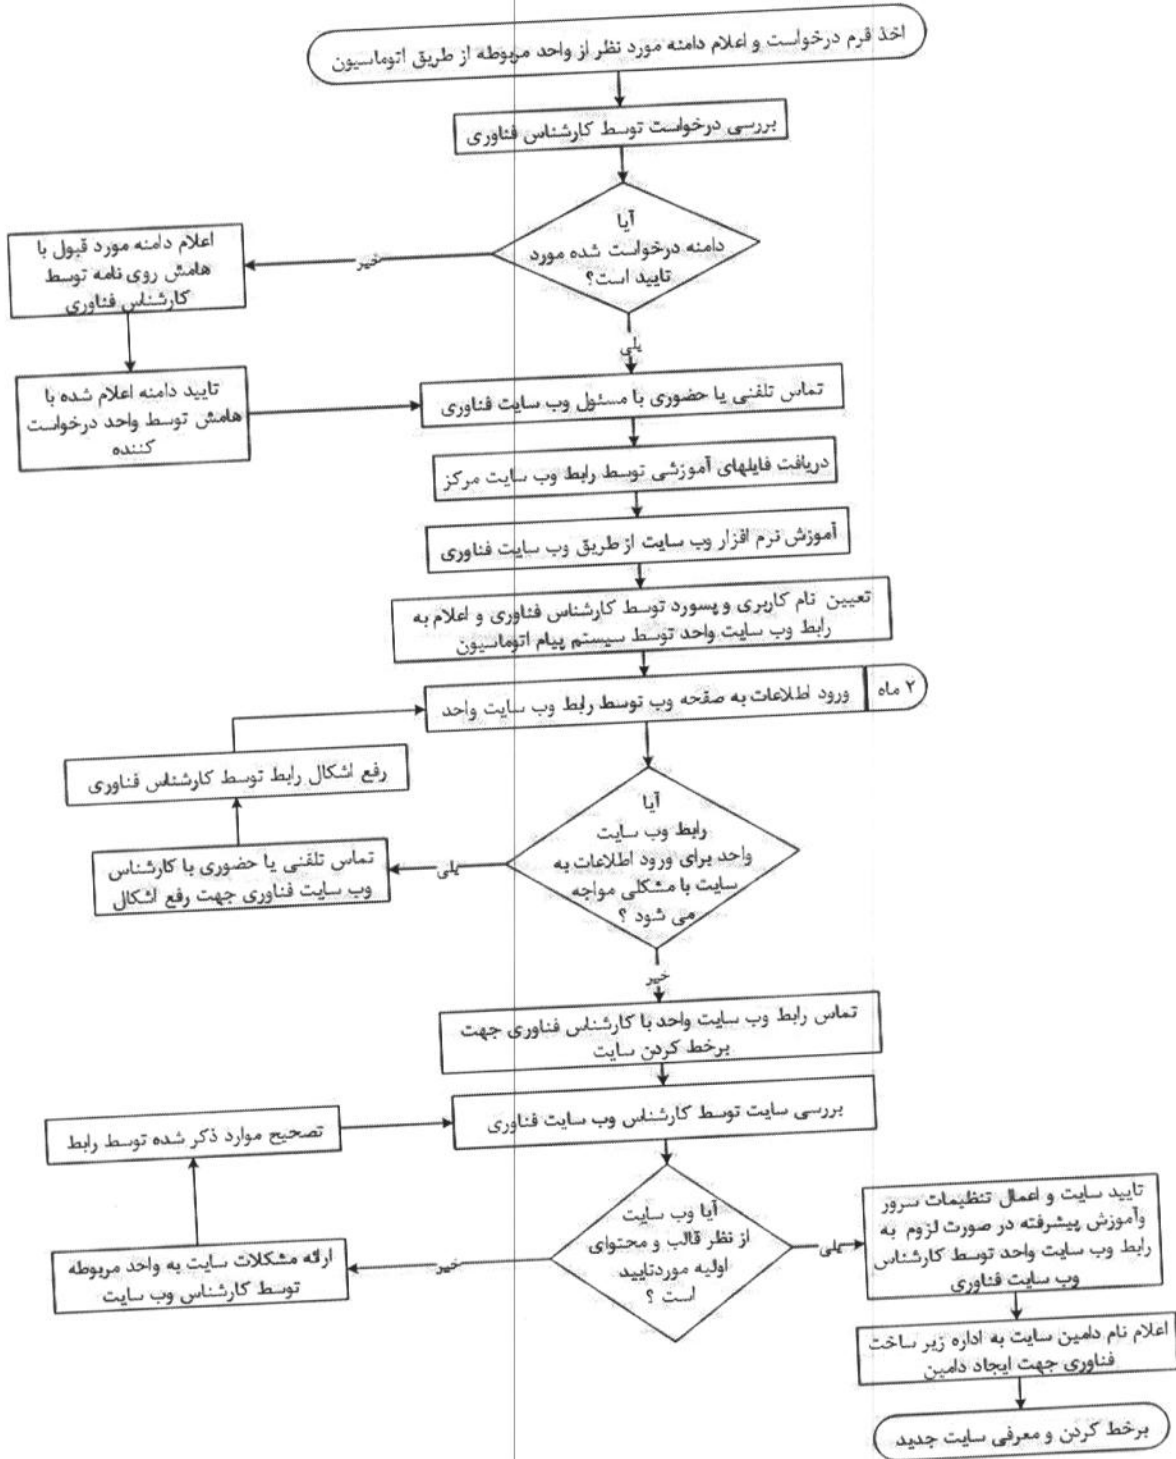 اخذ فرم درخواست و اعلام دامنه مورد نظر از واحد مربوطه از طریق اتوماسیون
بررسی درخواست توسط کارشناس فناوری
آیا
دامنه درخواست شده مورد
تایید است؟
خیر
اعلام دامنه مورد قبول با
هامش روی نامه توسط
کارشناس فناوری
تایید دامنه اعلام شده با
هامش توسط واحد درخواست
کننده
بلی
تماس تلفنی یا حضوری با مسئول وب سایت فناوری
دریافت فایلهای آموزشی توسط رابط وب سایت مرکز
آموزش نرم افزار وب سایت از طریق وب سایت فناوری
تعیین نام کاربری و پسورد توسط کارشناس فناوری و اعلام به
رابط وب سایت واحد توسط سیستم پیام اتوماسیون
ورود اطلاعات به صفحه وب توسط رابط وب سایت واحد
۲ ماه
رفع اشکال رابط توسط کارشناس فناوری
آیا
رابط وب سایت
واحد برای ورود اطلاعات به
سایت با مشکلی مواجه
می شود ؟
بلی
تماس تلفنی یا حضوری با کارشناس
وب سایت فناوری جهت رفع اشکال
خیر
تماس رابط وب سایت واحد با کارشناس فناوری جهت
برخط کردن سایت
بررسی سایت توسط کارشناس وب سایت فناوری
تصحیح موارد ذکر شده توسط رابط
آیا وب سایت
از نظر قالب و محتوای
اولیه موردتایید
است ؟
خیر
ارائه مشکلات سایت به واحد مربوطه
توسط کارشناس وب سایت
بلی
تایید سایت و اعمال تنظیمات سرور
وآموزش پیشرفته در صورت لزوم به
رابط وب سایت واحد توسط کارشناس
وب سایت فناوری
اعلام نام دامین سایت به اداره زیر ساخت
فناوری جهت ایجاد دامین
برخط کردن و معرفی سایت جدید